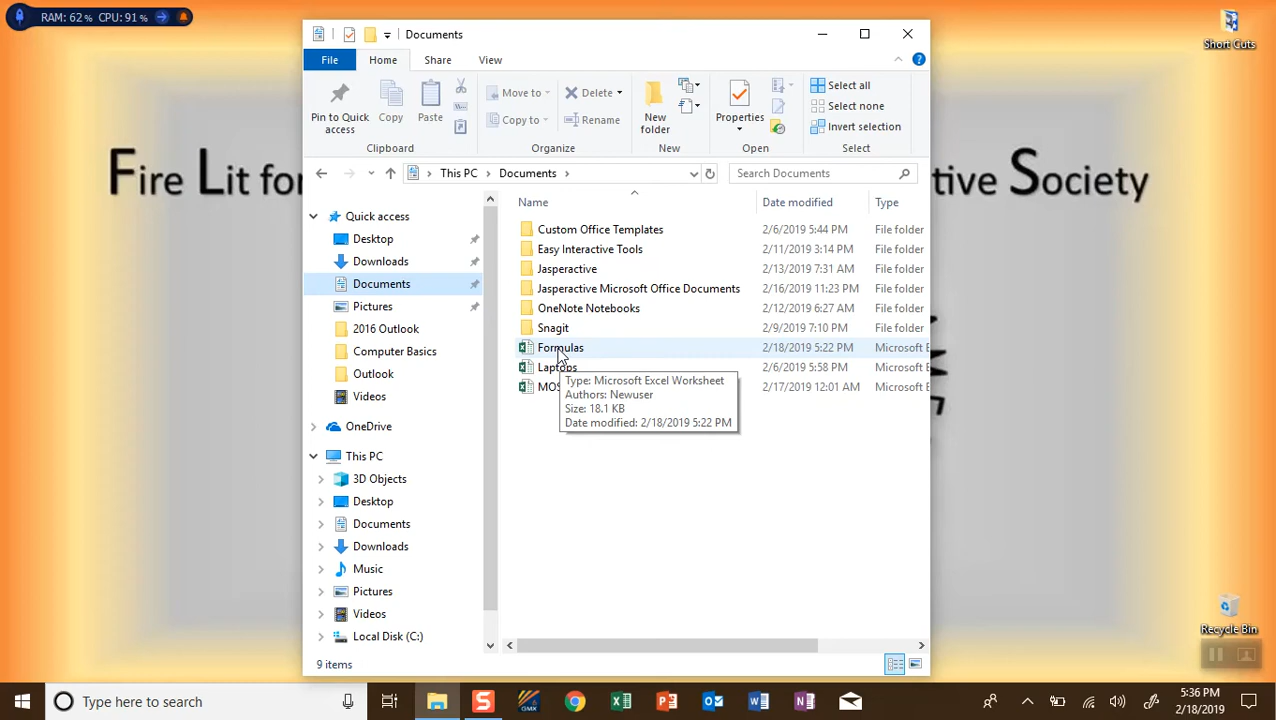 RAM: 62 % CPU: 91 %
Documents
Short Cuts
File Home Share View
Pin to Quick access
Copy
Paste
Move to
Copy to
Delete
Rename
New folder
Properties
Select all
Select none
Invert selection
Clipboard Organize New Open Select
Fire Lit for
tive Society
This PC Documents
Search Documents
Name Date modified Type
Quick access
Desktop
Downloads
Documents
Pictures
2016 Outlook
Computer Basics
Outlook
Videos
OneDrive
This PC
3D Objects
Desktop
Documents
Downloads
Music
Pictures
Videos
Local Disk (C:)
Custom Office Templates 2/6/2019 5:44 PM File folder
Easy Interactive Tools 2/11/2019 3:14 PM File folder
Jasperactive 2/13/2019 7:31 AM File folder
Jasperactive Microsoft Office Documents 2/16/2019 11:23 PM File folder
OneNote Notebooks 2/12/2019 6:27 AM File folder
Snagit 2/9/2019 7:10 PM File folder
Formulas 2/18/2019 5:22 PM Microsoft E
Laptops 2/6/2019 5:58 PM Microsoft E
MOS 2/17/2019 12:01 AM Microsoft E
Type: Microsoft Excel Worksheet
Authors: Newuser
Size: 18.1 KB
Date modified: 2/18/2019 5:22 PM
9 items
Recycle Bin
Type here to search
GMX
5:36 PM
2/18/2019